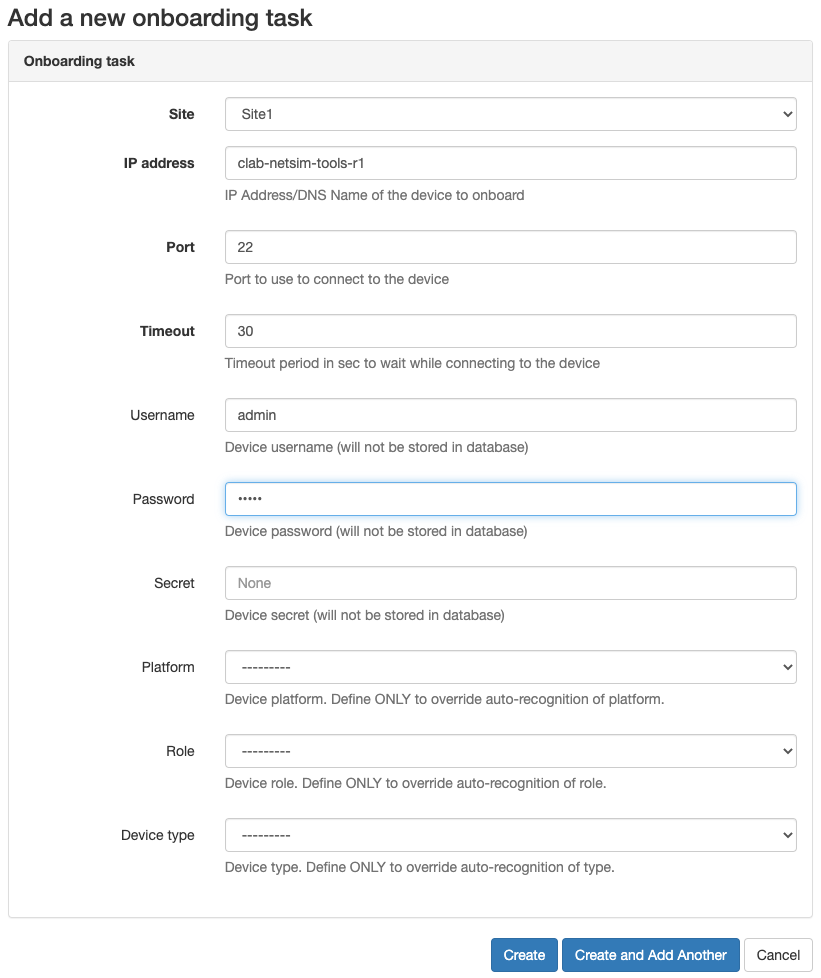 Add a new onboarding task
Onboarding task
Site Site1
IP address clab-netsim-tools-r1
IP Address/DNS Name of the device to onboard
Port 22
Port to use to connect to the device
Timeout 30
Timeout period in sec to wait while connecting to the device
Username admin
Device username (will not be stored in database)
Password •••••
Device password (will not be stored in database)
Secret None
Device secret (will not be stored in database)
Platform ---------
Device platform. Define ONLY to override auto-recognition of platform.
Role ---------
Device role. Define ONLY to override auto-recognition of role.
Device type ---------
Device type. Define ONLY to override auto-recognition of type.
Create Create and Add Another Cancel